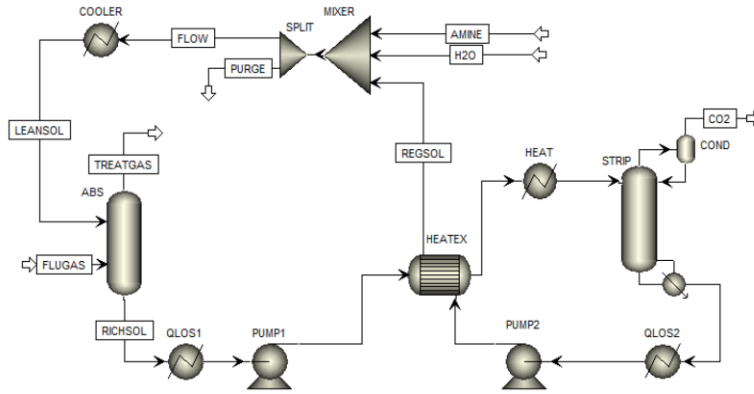 COOLER
FLOW
SPLIT
MIXER
AMINE
H2O
PURGE
LEANSOL
TREATGAS
ABS
FLUGAS
RICHSOL
QLOS1
PUMP1
REGSOL
HEATEX
HEAT
STRIP
CO2
COND
PUMP2
QLOS2